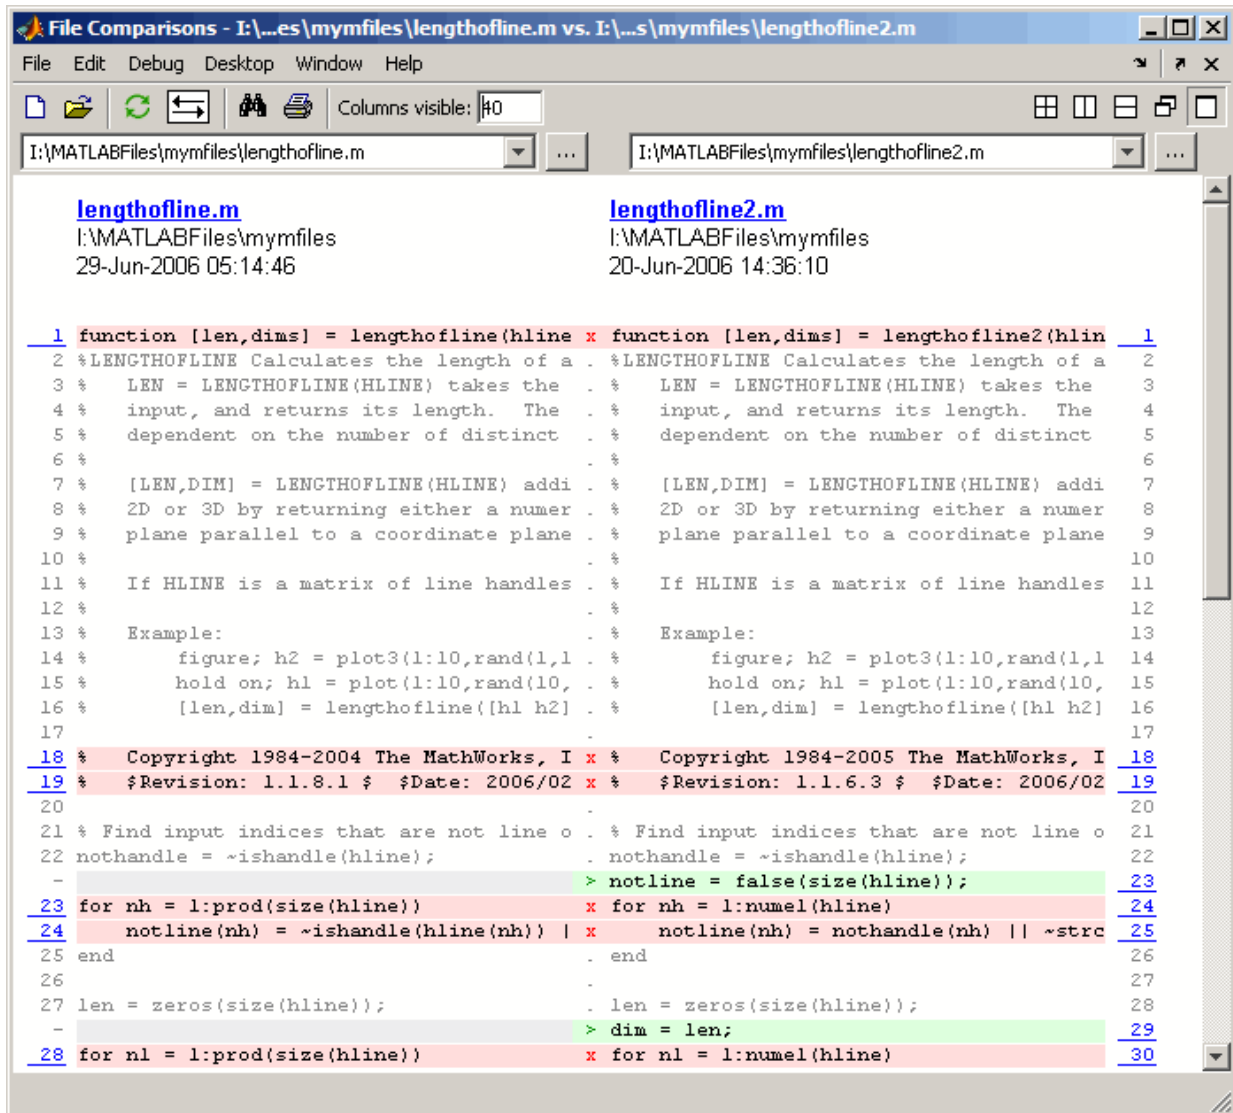 File Comparisons - I:\...es\mymfiles\lengthofline.m vs. I:\...s\mymfiles\lengthofline2.m
File Edit Debug Desktop Window Help
Columns visible: 40
I:\MATLABFiles\mymfiles\lengthofline.m ... I:\MATLABFiles\mymfiles\lengthofline2.m ...
lengthofline.m lengthofline2.m
I:\MATLABFiles\mymfiles I:\MATLABFiles\mymfiles
29-Jun-2006 05:14:46 20-Jun-2006 14:36:10
1 function [len,dims] = lengthofline(hline x function [len,dims] = lengthofline2(hlin 1
2 %LENGTHOFLINE Calculates the length of a . %LENGTHOFLINE Calculates the length of a 2
3 % LEN = LENGTHOFLINE(HLINE) takes the . % LEN = LENGTHOFLINE(HLINE) takes the 3
4 % input, and returns its length. The . % input, and returns its length. The 4
5 % dependent on the number of distinct . % dependent on the number of distinct 5
6 % . % 6
7 % [LEN,DIM] = LENGTHOFLINE(HLINE) addi . % [LEN,DIM] = LENGTHOFLINE(HLINE) addi 7
8 % 2D or 3D by returning either a numer . % 2D or 3D by returning either a numer 8
9 % plane parallel to a coordinate plane . % plane parallel to a coordinate plane 9
10 % . % 10
11 % If HLINE is a matrix of line handles . % If HLINE is a matrix of line handles 11
12 % . % 12
13 % Example: . % Example: 13
14 % figure; h2 = plot3(1:10,rand(1,1 . % figure; h2 = plot3(1:10,rand(1,1 14
15 % hold on; h1 = plot(1:10,rand(10, . % hold on; h1 = plot(1:10,rand(10, 15
16 % [len,dim] = lengthofline([h1 h2] . % [len,dim] = lengthofline([h1 h2] 16
17 . 17
18 % Copyright 1984-2004 The MathWorks, I x % Copyright 1984-2005 The MathWorks, I 18
19 % $Revision: 1.1.8.1 $ $Date: 2006/02 x % $Revision: 1.1.6.3 $ $Date: 2006/02 19
20 . 20
21 % Find input indices that are not line o . % Find input indices that are not line o 21
22 nothandle = ~ishandle(hline); . nothandle = ~ishandle(hline); 22
- > notline = false(size(hline)); 23
23 for nh = 1:prod(size(hline)) x for nh = 1:numel(hline) 24
24 notline(nh) = ~ishandle(hline(nh)) | x notline(nh) = nothandle(nh) || ~strc 25
25 end . end 26
26 . 27
27 len = zeros(size(hline)); . len = zeros(size(hline)); 28
- > dim = len; 29
28 for nl = 1:prod(size(hline)) x for nl = 1:numel(hline) 30